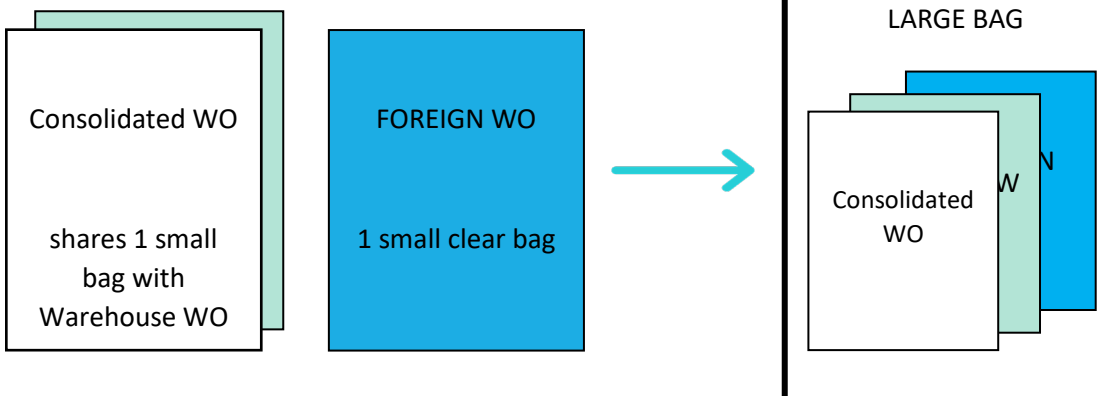 Consolidated WO
shares 1 small
bag with
Warehouse WO
FOREIGN WO
1 small clear bag
LARGE BAG
Consolidated
WO
W
N